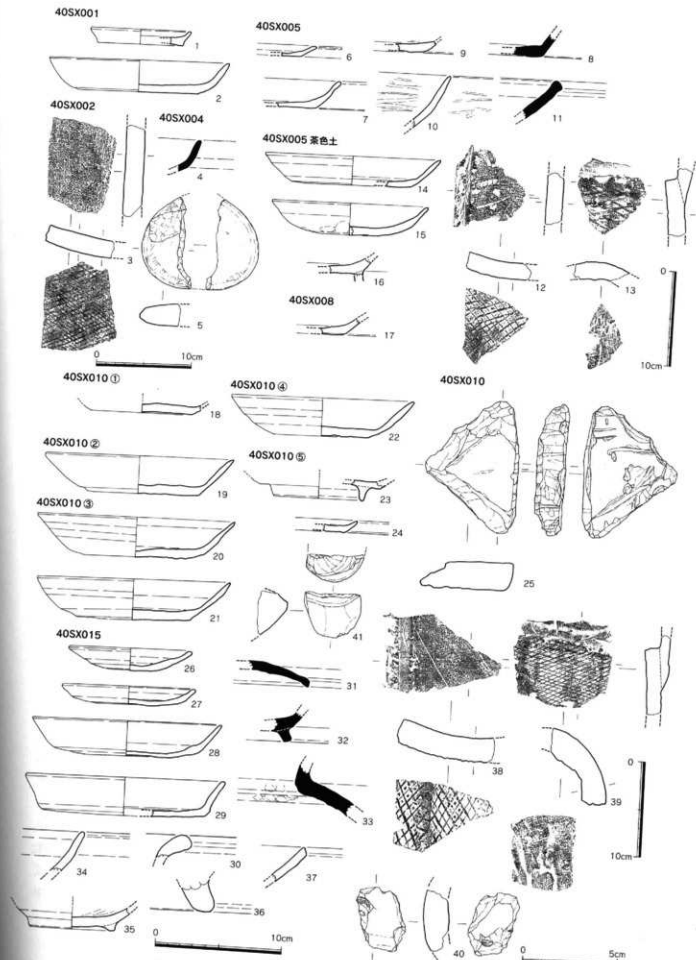 40SX001
1
2
40SX005
6
9
8
7
10
11
40SX002
40SX004
4
3
5
0 10cm
40SX005 茶色土
14
15
16
40SX008
17
12
13
0
10cm
40SX010 ①
18
40SX010 ②
19
40SX010 ③
20
21
40SX010 ④
22
40SX010 ⑤
23
24
41
40SX010
25
40SX015
26
27
28
29
31
32
33
34
30
37
35
36
0 10cm
38
39
0
10cm
40
0 5cm